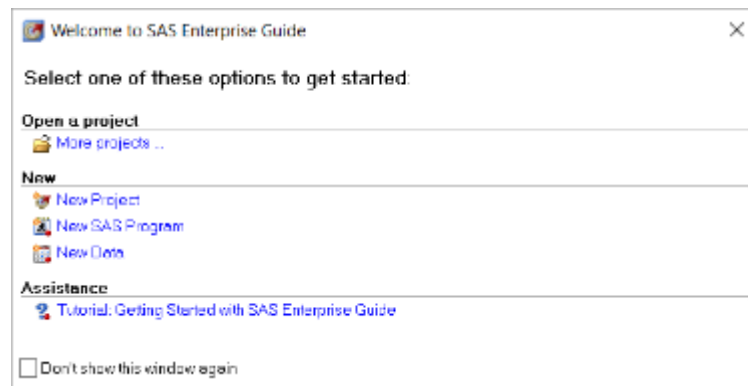 Welcome to SAS Enterprise Guide
Select one of these options to get started:
Open a project
More projects ...
New
New Project
New SAS Program
New Data
Assistance
Tutorial: Getting Started with SAS Enterprise Guide
Don't show this window again